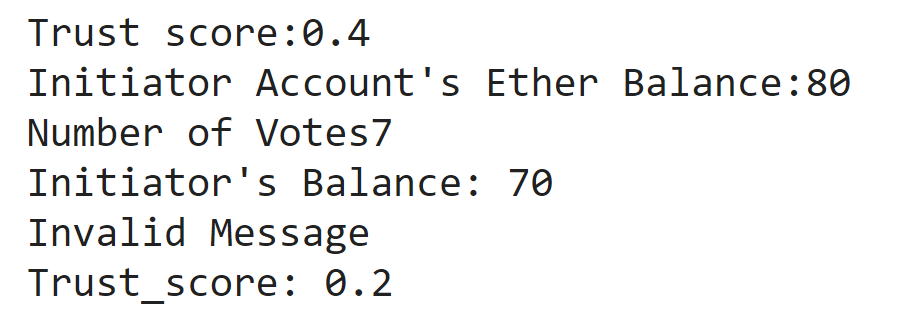 Trust score:0.4
Initiator Account's Ether Balance:80
Number of Votes7
Initiator's Balance: 70
Invalid Message
Trust_score: 0.2